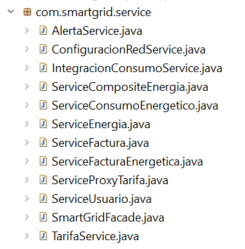 com.smartgrid.service
AlertaService.java
ConfiguracionRedService.java
IntegracionConsumoService.java
ServiceCompositeEnergia.java
ServiceConsumoEnergetico.java
ServiceEnergia.java
ServiceFactura.java
ServiceFacturaEnergetica.java
ServiceProxyTarifa.java
ServiceUsuario.java
SmartGridFacade.java
TarifaService.java